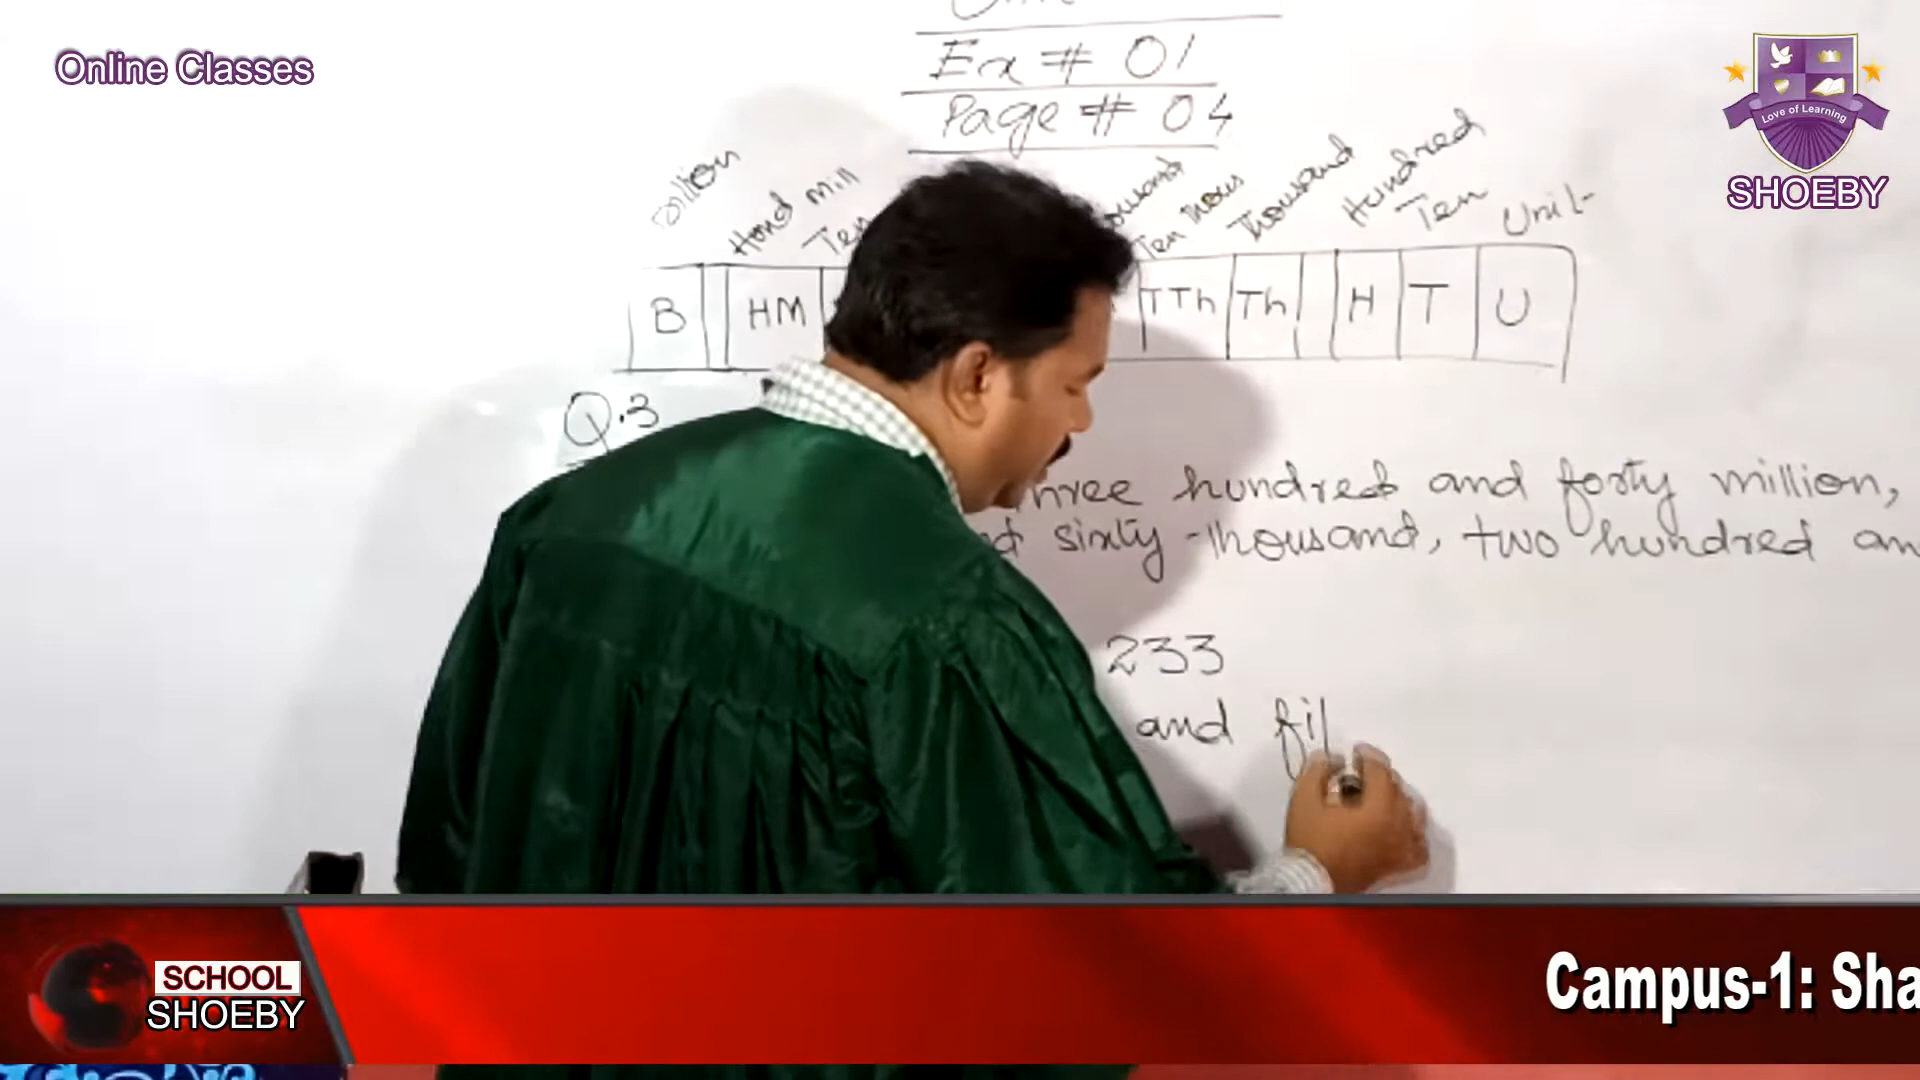 Online Classes
Ex # 01
Page # 04
Love of Learning
SHOEBY
Billion
Hund mill
Ten
Ten Thous
Thousand
Hundred
Ten
Unit
B HM TTh Th H T U
Q.3
hree hundred and forty million,
sixty thousand, two hundred an
233
and fif
SCHOOL
SHOEBY
Campus-1: Sha